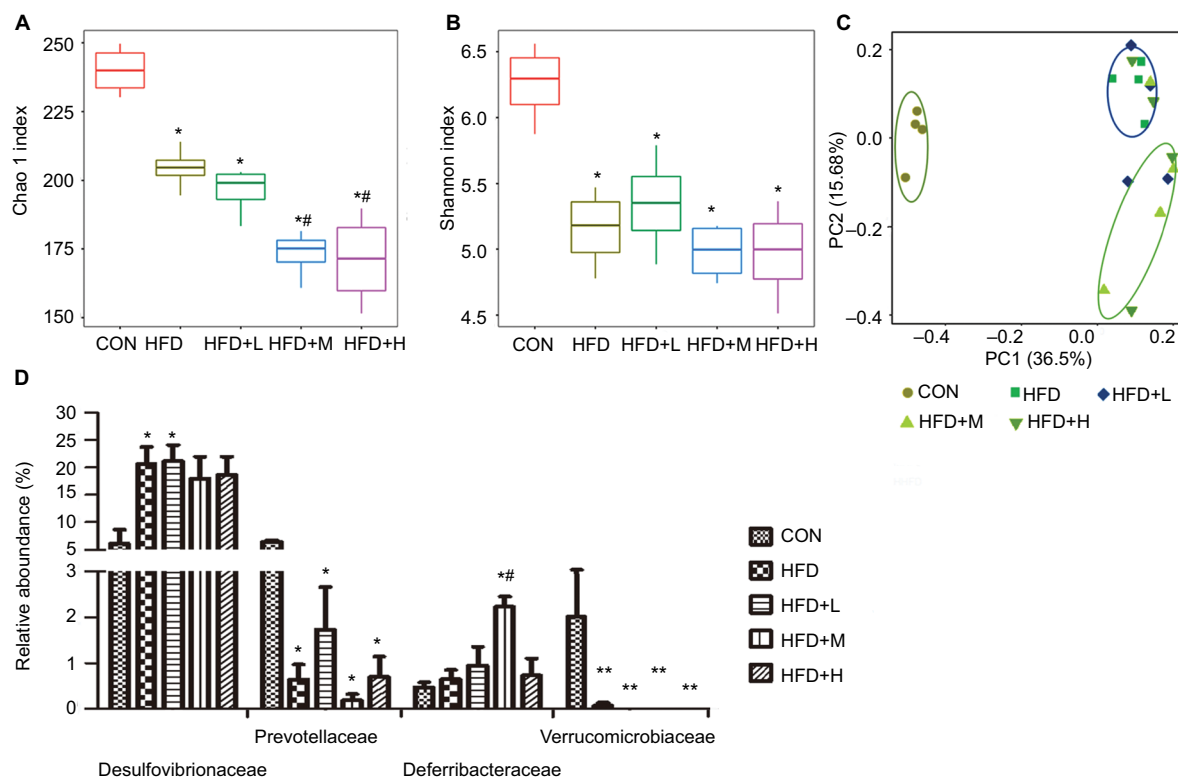 A
Chao 1 index
250
225
200
175
150
*
*
*#
*#
CON HFD HFD+L HFD+M HFD+H
B
Shannon index
6.5
6.0
5.5
5.0
4.5
*
*
*
*
CON HFD HFD+L HFD+M HFD+H
C
PC2 (15.68%)
0.2
0.0
–0.2
–0.4
–0.4 –0.2 0.0 0.2
PC1 (36.5%)
CON HFD HFD+L
HFD+M HFD+H
D
Relative aboundance (%)
30
25
20
15
10
5
3
2
1
0
* *
* * * *
*#
** ** ** **
Prevotellaceae Verrucomicrobiaceae
Desulfovibrionaceae Deferribacteraceae
CON
HFD
HFD+L
HFD+M
HFD+H